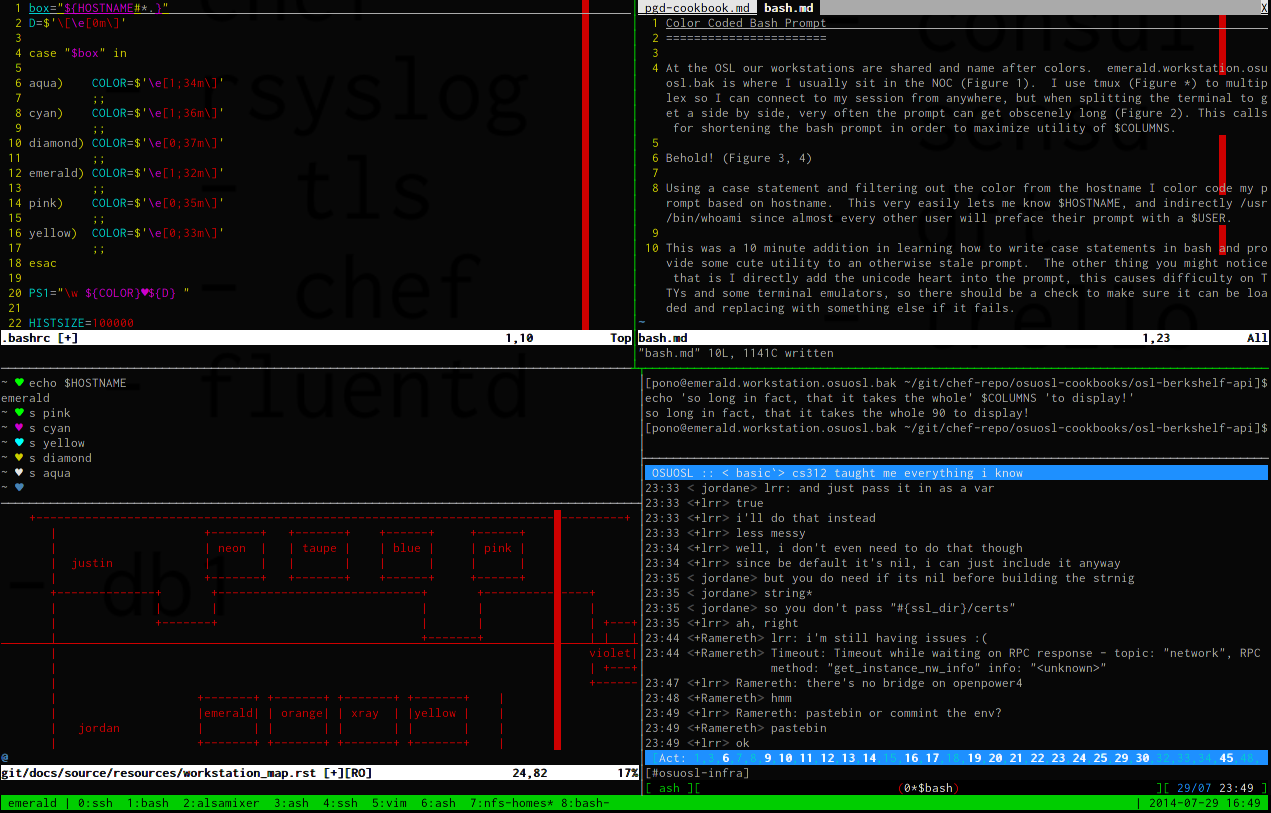 1 box="${HOSTNAME#*.}"
2 D=$'\[\e[0m\]'
3
4 case "$box" in
5
6 aqua)    COLOR=$'\e[1;34m\]'
7          ;;
8 cyan)    COLOR=$'\e[1;36m\]'
9          ;;
10 diamond) COLOR=$'\e[0;37m\]'
11          ;;
12 emerald) COLOR=$'\e[1;32m\]'
13          ;;
14 pink)    COLOR=$'\e[0;35m\]'
15          ;;
16 yellow)  COLOR=$'\e[0;33m\]'
17          ;;
18 esac
19
20 PS1="\w ${COLOR}♥${D} "
21
22 HISTSIZE=100000
.bashrc [+] 1,10 Top
pgd-cookbook.md bash.md X
1 Color Coded Bash Prompt
2 =======================
3
4 At the OSL our workstations are shared and name after colors.  emerald.workstation.osu
osl.bak is where I usually sit in the NOC (Figure 1).  I use tmux (Figure *) to multip
lex so I can connect to my session from anywhere, but when splitting the terminal to g
et a side by side, very often the prompt can get obscenely long (Figure 2). This calls
for shortening the bash prompt in order to maximize utility of $COLUMNS.
5
6 Behold! (Figure 3, 4)
7
8 Using a case statement and filtering out the color from the hostname I color code my p
rompt based on hostname.  This very easily lets me know $HOSTNAME, and indirectly /usr
/bin/whoami since almost every other user will preface their prompt with a $USER.
9
10 This was a 10 minute addition in learning how to write case statements in bash and pro
vide some cute utility to an otherwise stale prompt.  The other thing you might notice
that is I directly add the unicode heart into the prompt, this causes difficulty on T
TYs and some terminal emulators, so there should be a check to make sure it can be loa
ded and replacing with something else if it fails.
~
bash.md 1,23 All
"bash.md" 10L, 1141C written
~ ♥ echo $HOSTNAME
emerald
~ ♥ s pink
~ ♥ s cyan
~ ♥ s yellow
~ ♥ s diamond
~ ♥ s aqua
~ ♥
[pono@emerald.workstation.osuosl.bak ~/git/chef-repo/osuosl-cookbooks/osl-berkshelf-api]$
echo 'so long in fact, that it takes the whole' $COLUMNS 'to display!'
so long in fact, that it takes the whole 90 to display!
[pono@emerald.workstation.osuosl.bak ~/git/chef-repo/osuosl-cookbooks/osl-berkshelf-api]$
neon taupe blue pink
justin
violet
emerald orange xray yellow
jordan
@
git/docs/source/resources/workstation_map.rst [+][RO] 24,82 17%
OSUOSL :: < basic`> cs312 taught me everything i know
23:33 < jordane> lrr: and just pass it in as a var
23:33 <+lrr> true
23:33 <+lrr> i'll do that instead
23:33 <+lrr> less messy
23:34 <+lrr> well, i don't even need to do that though
23:34 <+lrr> since be default it's nil, i can just include it anyway
23:35 < jordane> but you do need if its nil before building the strnig
23:35 < jordane> string*
23:35 < jordane> so you don't pass "#{ssl_dir}/certs"
23:35 <+lrr> ah, right
23:44 <+Ramereth> lrr: i'm still having issues :(
23:44 <+Ramereth> Timeout: Timeout while waiting on RPC response - topic: "network", RPC
method: "get_instance_nw_info" info: "<unknown>"
23:47 <+lrr> Ramereth: there's no bridge on openpower4
23:48 <+Ramereth> hmm
23:49 <+lrr> Ramereth: pastebin or commint the env?
23:49 <+Ramereth> pastebin
23:49 <+lrr> ok
Act: 6 9 10 11 12 13 14 16 17 19 20 21 22 23 24 25 29 30 45
[#osuosl-infra]
[ ash ][ (0*$bash) ][ 29/07 23:49 ]
emerald | 0:ssh  1:bash  2:alsamixer  3:ash  4:ssh  5:vim  6:ash  7:nfs-homes* 8:bash- | 2014-07-29 16:49
syslog
- tls
- chef
- fluentd
- db1